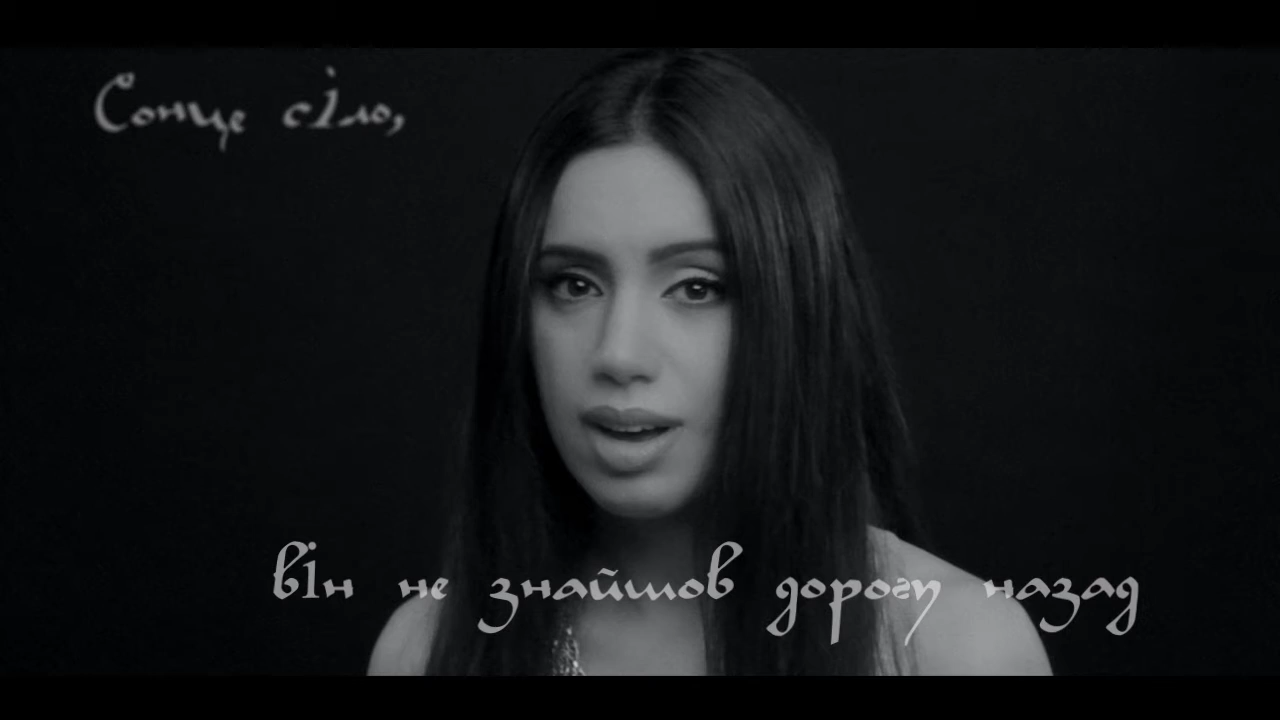 Сонце сіло,
він не знайшов дорогу назад